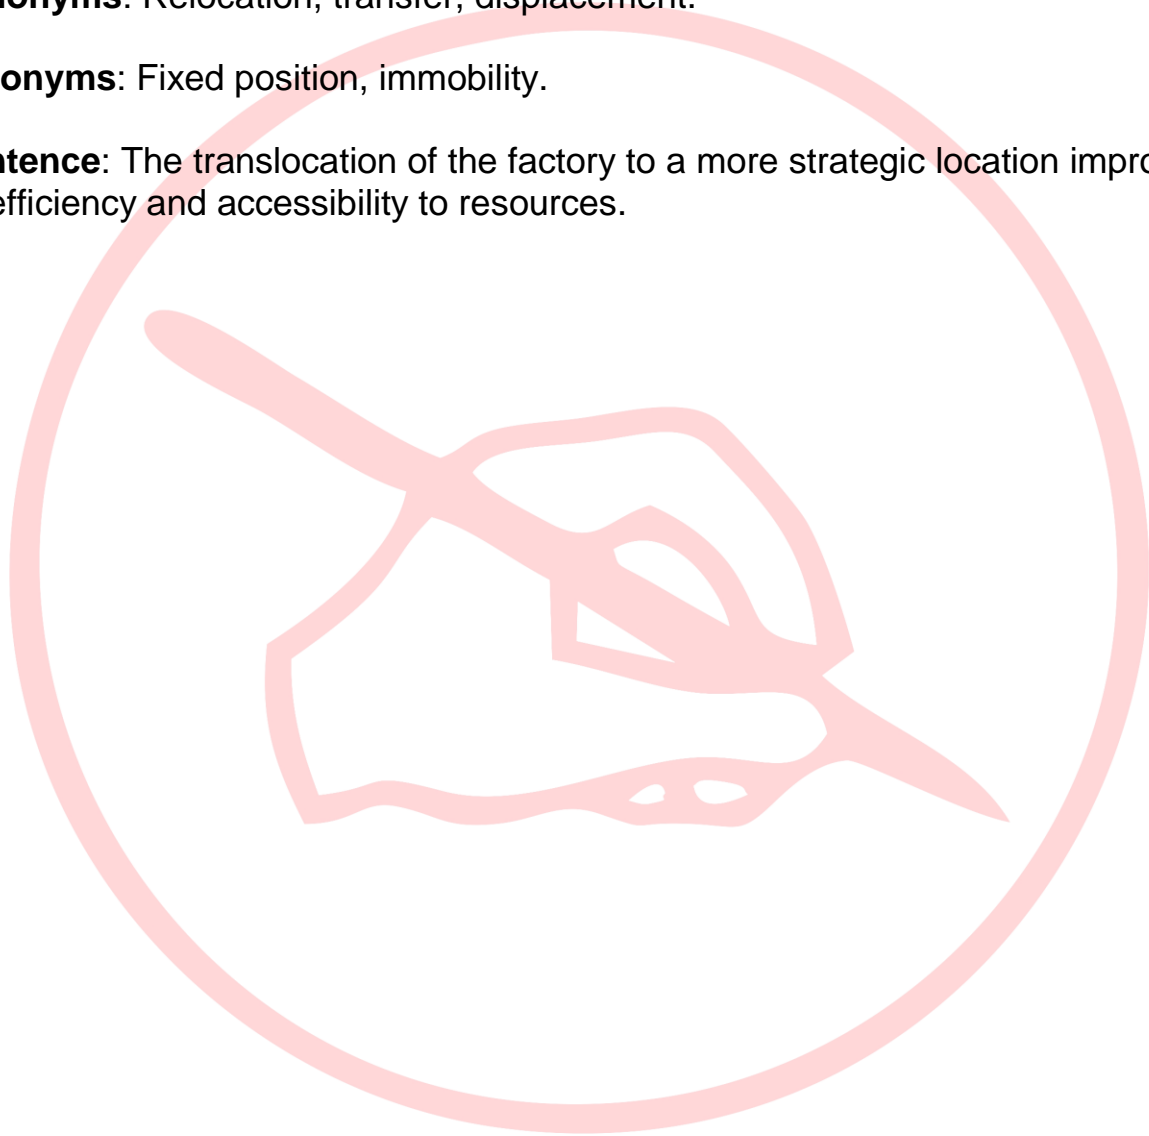 onyms: Relocation, transfer, displacement.
onyms: Fixed position, immobility.
ntence: The translocation of the factory to a more strategic location impro
efficiency and accessibility to resources.